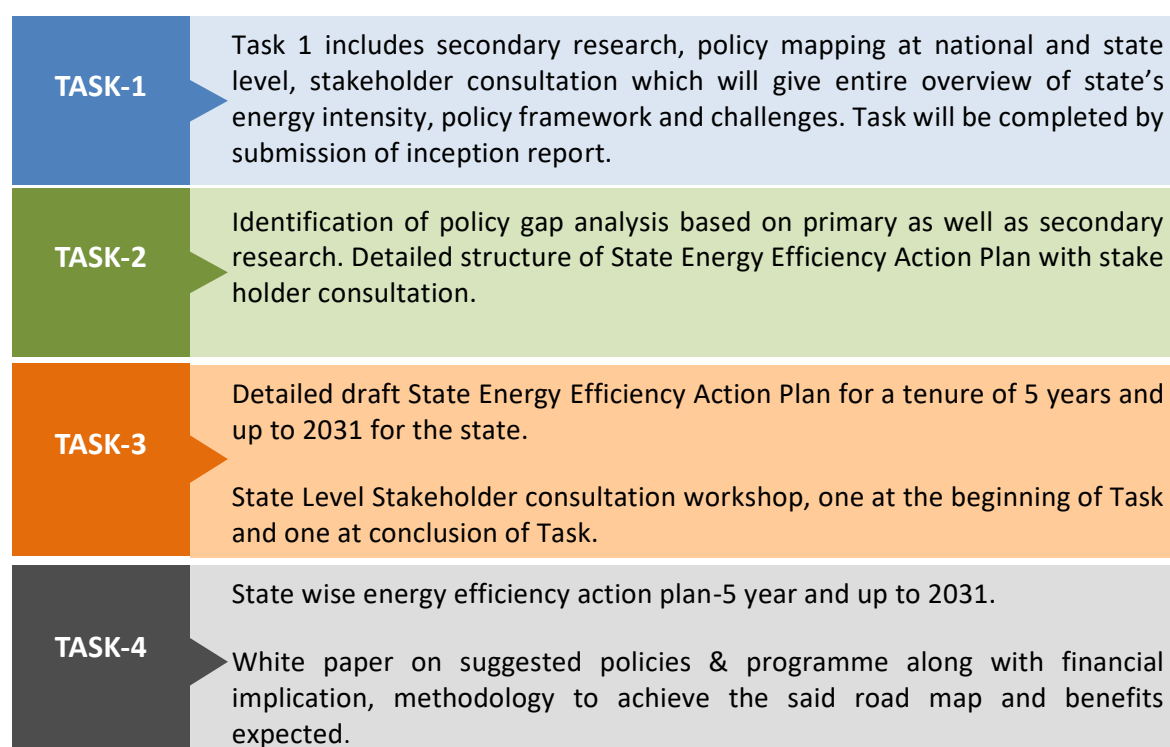 TASK-1
Task 1 includes secondary research, policy mapping at national and state
level, stakeholder consultation which will give entire overview of state’s
energy intensity, policy framework and challenges. Task will be completed by
submission of inception report.
TASK-2
Identification of policy gap analysis based on primary as well as secondary
research. Detailed structure of State Energy Efficiency Action Plan with stake
holder consultation.
TASK-3
Detailed draft State Energy Efficiency Action Plan for a tenure of 5 years and
up to 2031 for the state.
State Level Stakeholder consultation workshop, one at the beginning of Task
and one at conclusion of Task.
TASK-4
State wise energy efficiency action plan-5 year and up to 2031.
White paper on suggested policies & programme along with financial
implication, methodology to achieve the said road map and benefits
expected.